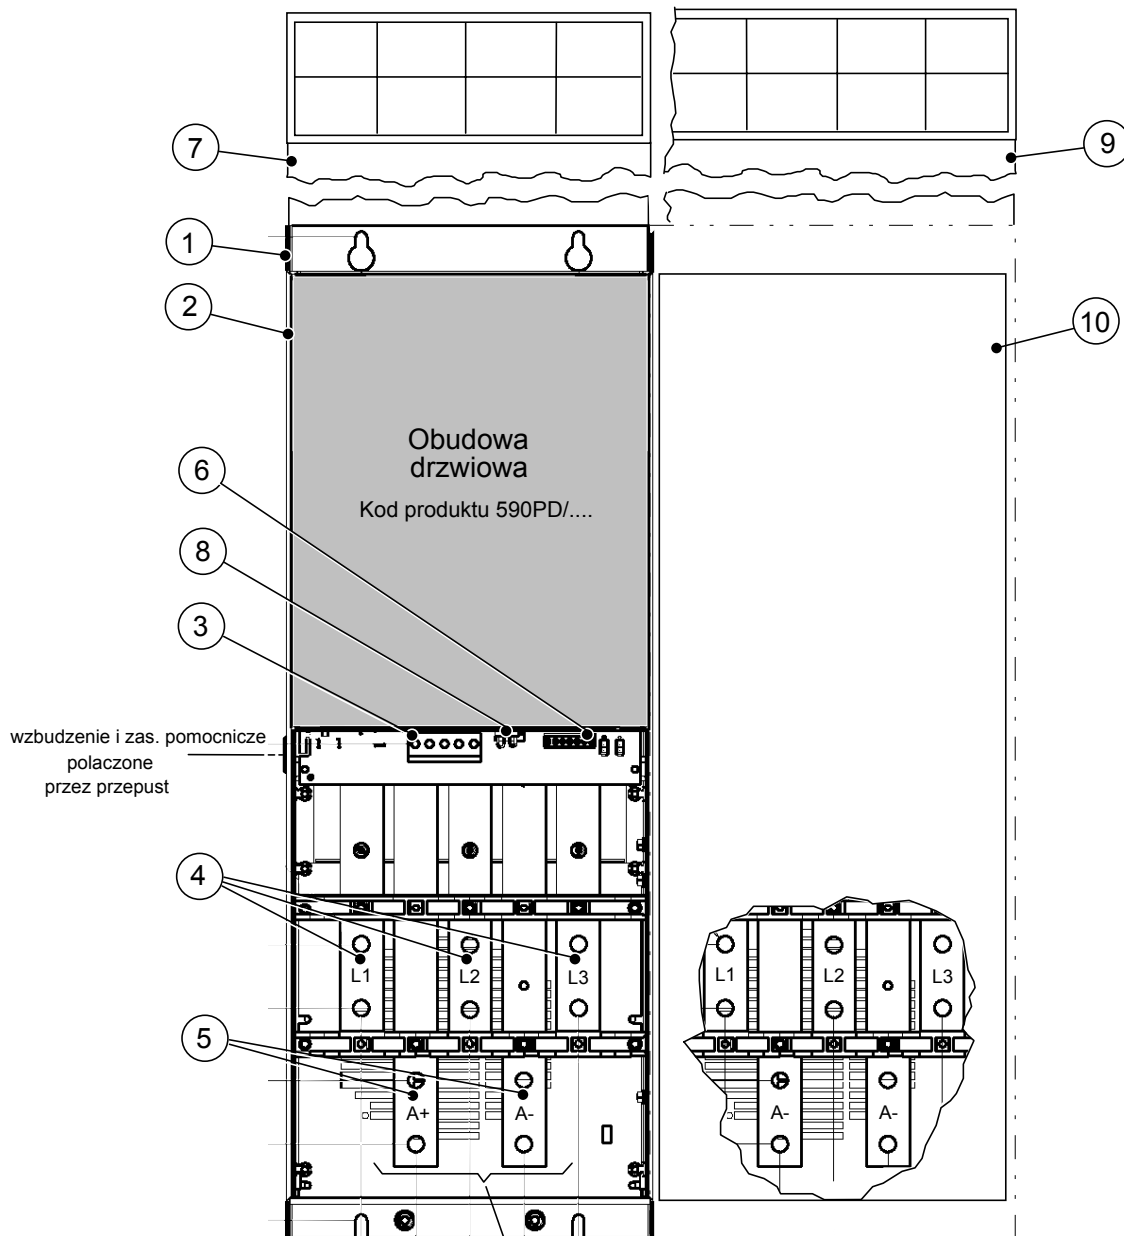 7
9
1
2
10
Obudowa
drzwiowa
Kod produktu 590PD/....
6
8
3
wzbudzenie i zas. pomocnicze
polaczone
przez przepust
4
L1 L2 L3
L1 L2 L3
5
A+ A-
A- A-